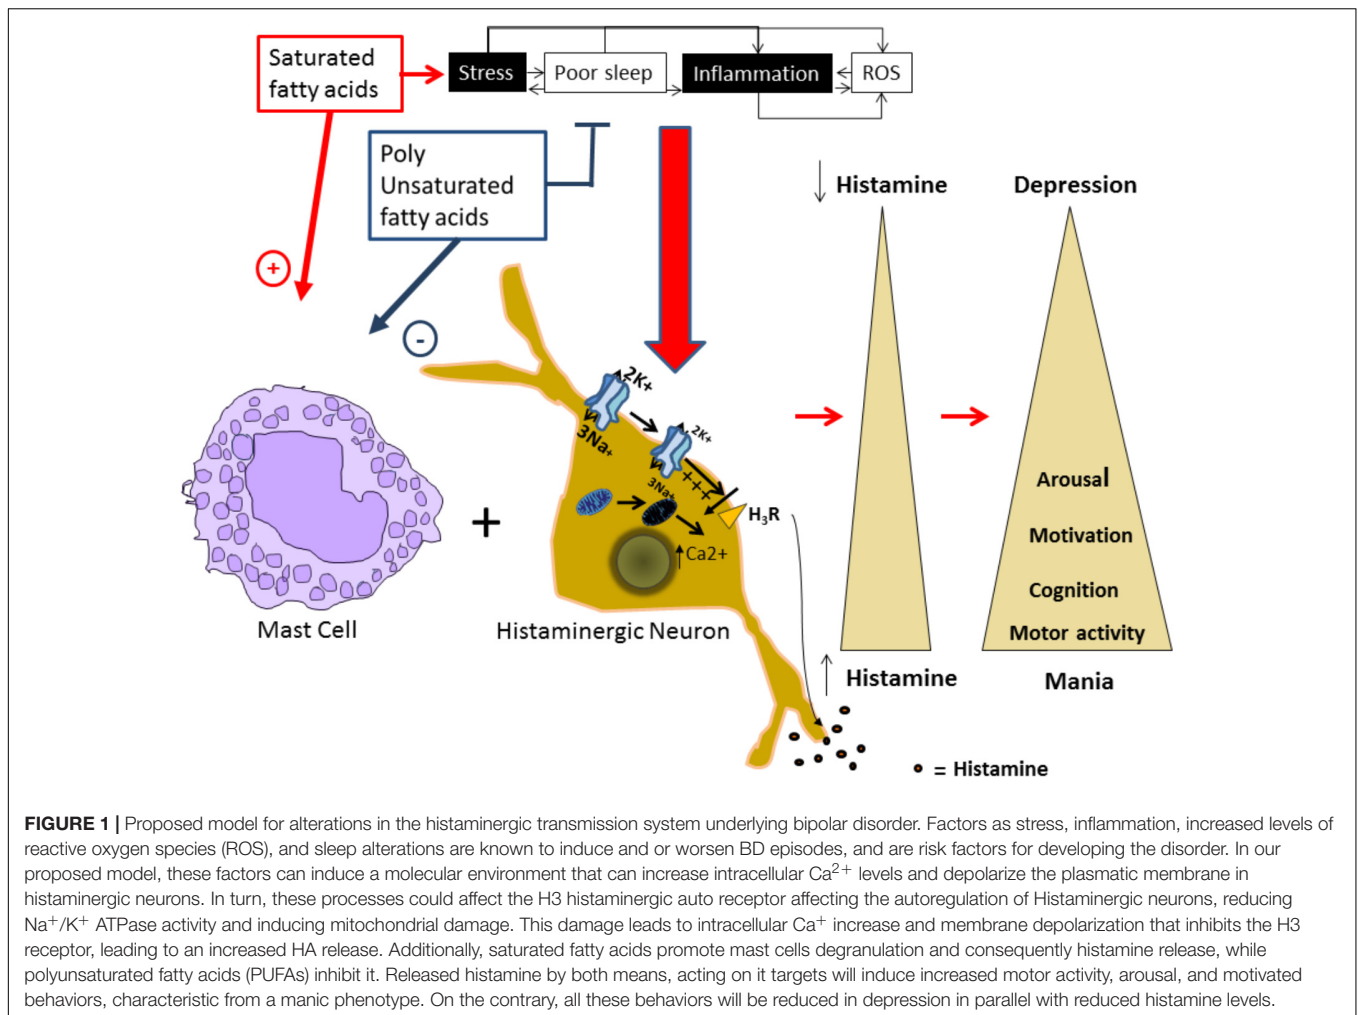 Saturated
fatty acids
Stress
Poor sleep
Inflammation
ROS
Poly
Unsaturated
fatty acids
+
-
↓ Histamine
Depression
2K+
3Na+
2K+
3Na+
+++
H₃R
↑Ca2+
+
Mast Cell
Histaminergic Neuron
Arousal
Motivation
Cognition
Motor activity
↑ Histamine
Mania
= Histamine
FIGURE 1 | Proposed model for alterations in the histaminergic transmission system underlying bipolar disorder. Factors as stress, inflammation, increased levels of
reactive oxygen species (ROS), and sleep alterations are known to induce and or worsen BD episodes, and are risk factors for developing the disorder. In our
proposed model, these factors can induce a molecular environment that can increase intracellular Ca²⁺ levels and depolarize the plasmatic membrane in
histaminergic neurons. In turn, these processes could affect the H3 histaminergic auto receptor affecting the autoregulation of Histaminergic neurons, reducing
Na⁺/K⁺ ATPase activity and inducing mitochondrial damage. This damage leads to intracellular Ca⁺ increase and membrane depolarization that inhibits the H3
receptor, leading to an increased HA release. Additionally, saturated fatty acids promote mast cells degranulation and consequently histamine release, while
polyunsaturated fatty acids (PUFAs) inhibit it. Released histamine by both means, acting on it targets will induce increased motor activity, arousal, and motivated
behaviors, characteristic from a manic phenotype. On the contrary, all these behaviors will be reduced in depression in parallel with reduced histamine levels.